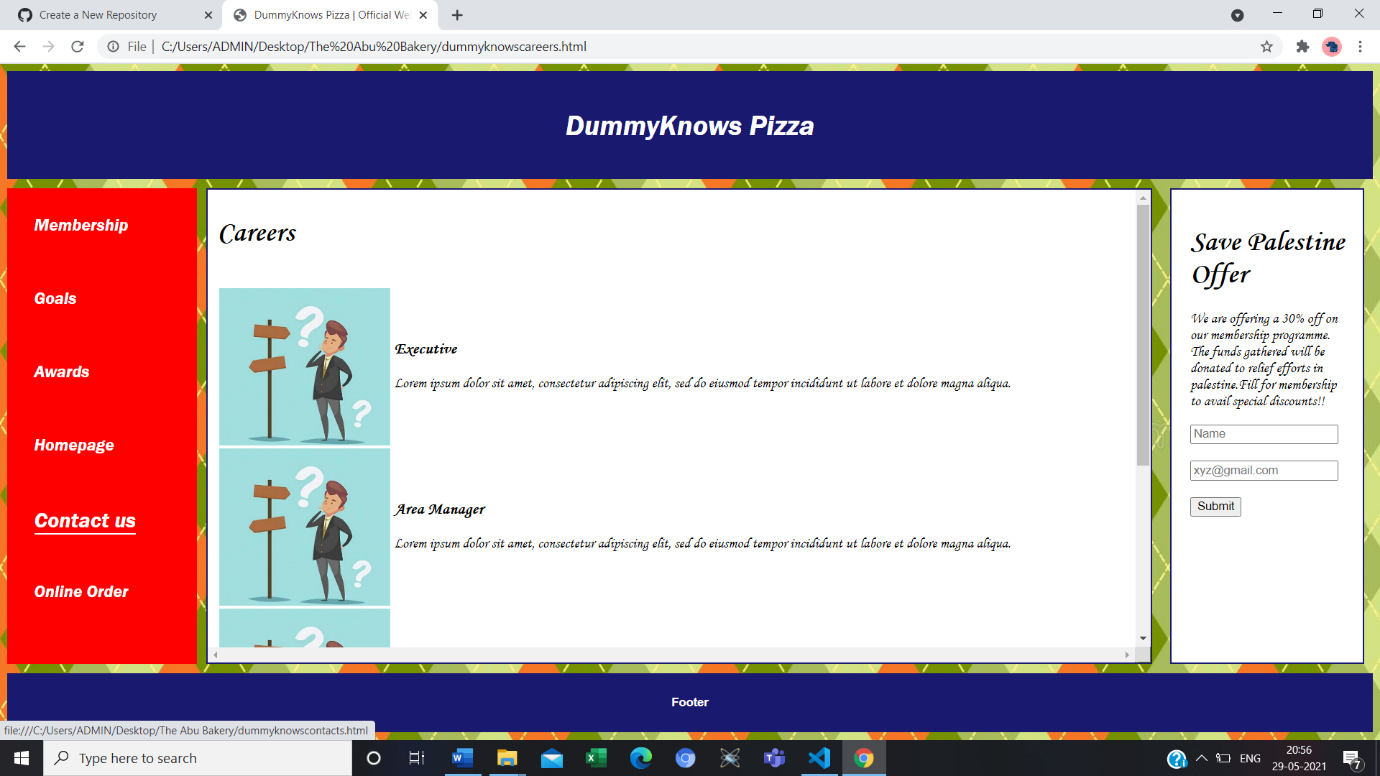 Create a New Repository
DummyKnows Pizza | Official We
File | C:/Users/ADMIN/Desktop/The%20Abu%20Bakery/dummyknowscareers.html
DummyKnows Pizza
Membership
Goals
Awards
Homepage
Contact us
Online Order
Careers
Executive
Lorem ipsum dolor sit amet, consectetur adipiscing elit, sed do eiusmod tempor incididunt ut labore et dolore magna aliqua.
Area Manager
Lorem ipsum dolor sit amet, consectetur adipiscing elit, sed do eiusmod tempor incididunt ut labore et dolore magna aliqua.
Save Palestine
Offer
We are offering a 30% off on
our membership programme.
The funds gathered will be
donated to relief efforts in
palestine.Fill for membership
to avail special discounts!!
Name
xyz@gmail.com
Submit
Footer
file:///C:/Users/ADMIN/Desktop/The Abu Bakery/dummyknowscontacts.html
Type here to search
ENG
20:56
29-05-2021
7